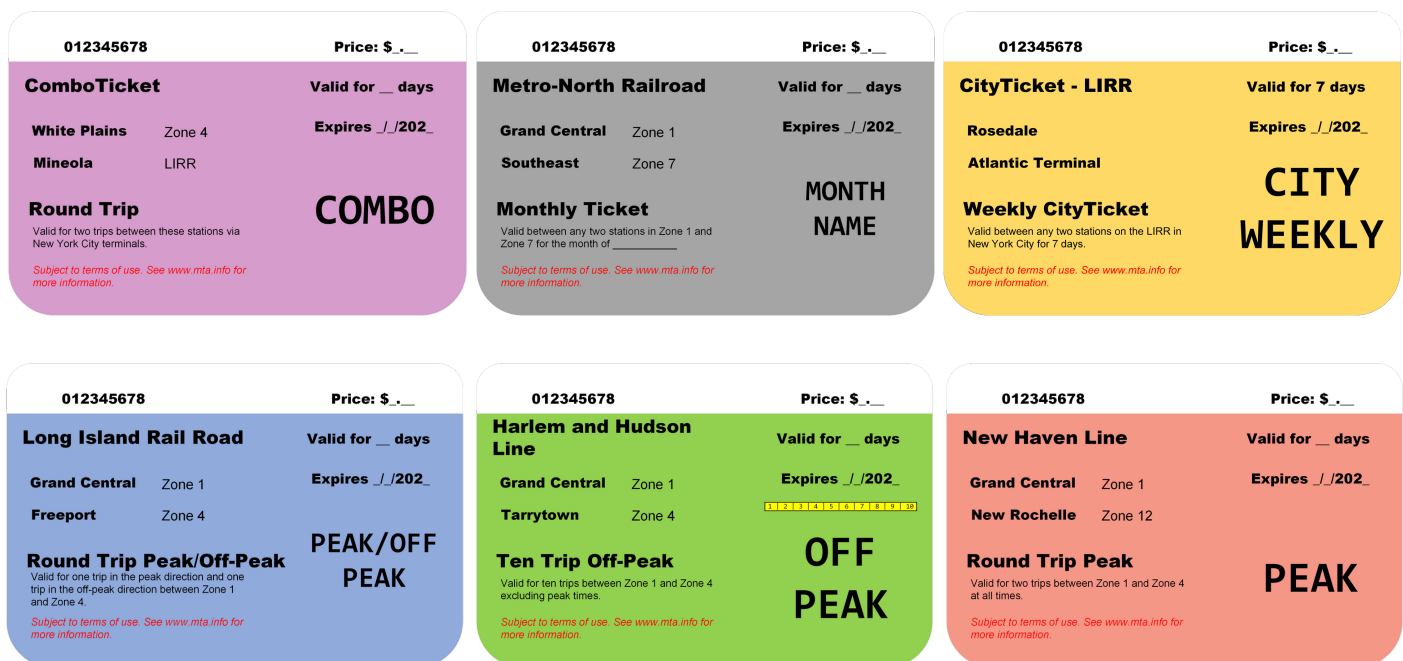 012345678 Price: $_.__
ComboTicket Valid for __ days
White Plains Zone 4 Expires _/_/202_
Mineola LIRR
Round Trip COMBO
Valid for two trips between these stations via
New York City terminals.
Subject to terms of use. See www.mta.info for
more information.
012345678 Price: $_.__
Metro-North Railroad Valid for __ days
Grand Central Zone 1 Expires _/_/202_
Southeast Zone 7
MONTH
NAME
Monthly Ticket
Valid between any two stations in Zone 1 and
Zone 7 for the month of ___________
Subject to terms of use. See www.mta.info for
more information.
012345678 Price: $_.__
CityTicket - LIRR Valid for 7 days
Rosedale Expires _/_/202_
Atlantic Terminal
CITY
WEEKLY
Weekly CityTicket
Valid between any two stations on the LIRR in
New York City for 7 days.
Subject to terms of use. See www.mta.info for
more information.
012345678 Price: $_.__
Long Island Rail Road Valid for __ days
Grand Central Zone 1 Expires _/_/202_
Freeport Zone 4
PEAK/OFF
PEAK
Round Trip Peak/Off-Peak
Valid for one trip in the peak direction and one
trip in the off-peak direction between Zone 1
and Zone 4.
Subject to terms of use. See www.mta.info for
more information.
012345678 Price: $_.__
Harlem and Hudson
Line
Valid for __ days
Grand Central Zone 1 Expires _/_/202_
1 2 3 4 5 6 7 8 9 10
Tarrytown Zone 4
OFF
PEAK
Ten Trip Off-Peak
Valid for ten trips between Zone 1 and Zone 4
excluding peak times.
Subject to terms of use. See www.mta.info for
more information.
012345678 Price: $_.__
New Haven Line Valid for __ days
Grand Central Zone 1 Expires _/_/202_
New Rochelle Zone 12
Round Trip Peak PEAK
Valid for two trips between Zone 1 and Zone 4
at all times.
Subject to terms of use. See www.mta.info for
more information.